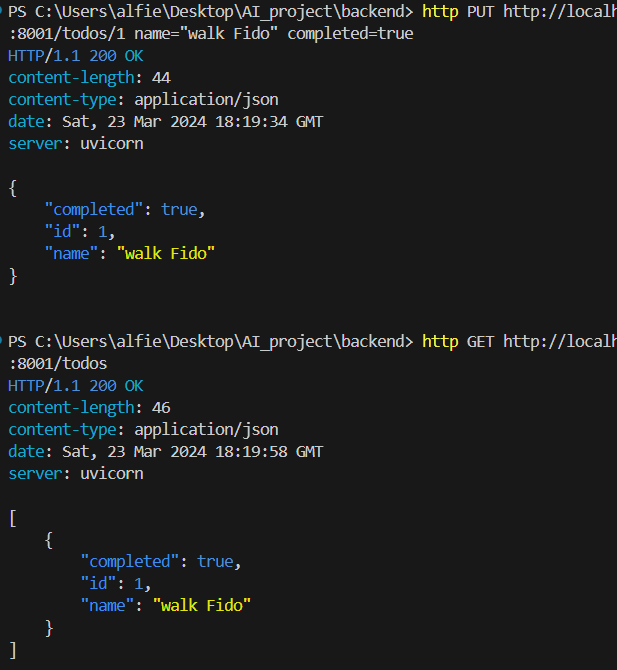 PS C:\Users\alfie\Desktop\AI_project\backend> http PUT http://localh
:8001/todos/1 name="walk Fido" completed=true
HTTP/1.1 200 OK
content-length: 44
content-type: application/json
date: Sat, 23 Mar 2024 18:19:34 GMT
server: uvicorn
{
    "completed": true,
    "id": 1,
    "name": "walk Fido"
}
PS C:\Users\alfie\Desktop\AI_project\backend> http GET http://localh
:8001/todos
HTTP/1.1 200 OK
content-length: 46
content-type: application/json
date: Sat, 23 Mar 2024 18:19:58 GMT
server: uvicorn
[
    {
        "completed": true,
        "id": 1,
        "name": "walk Fido"
    }
]